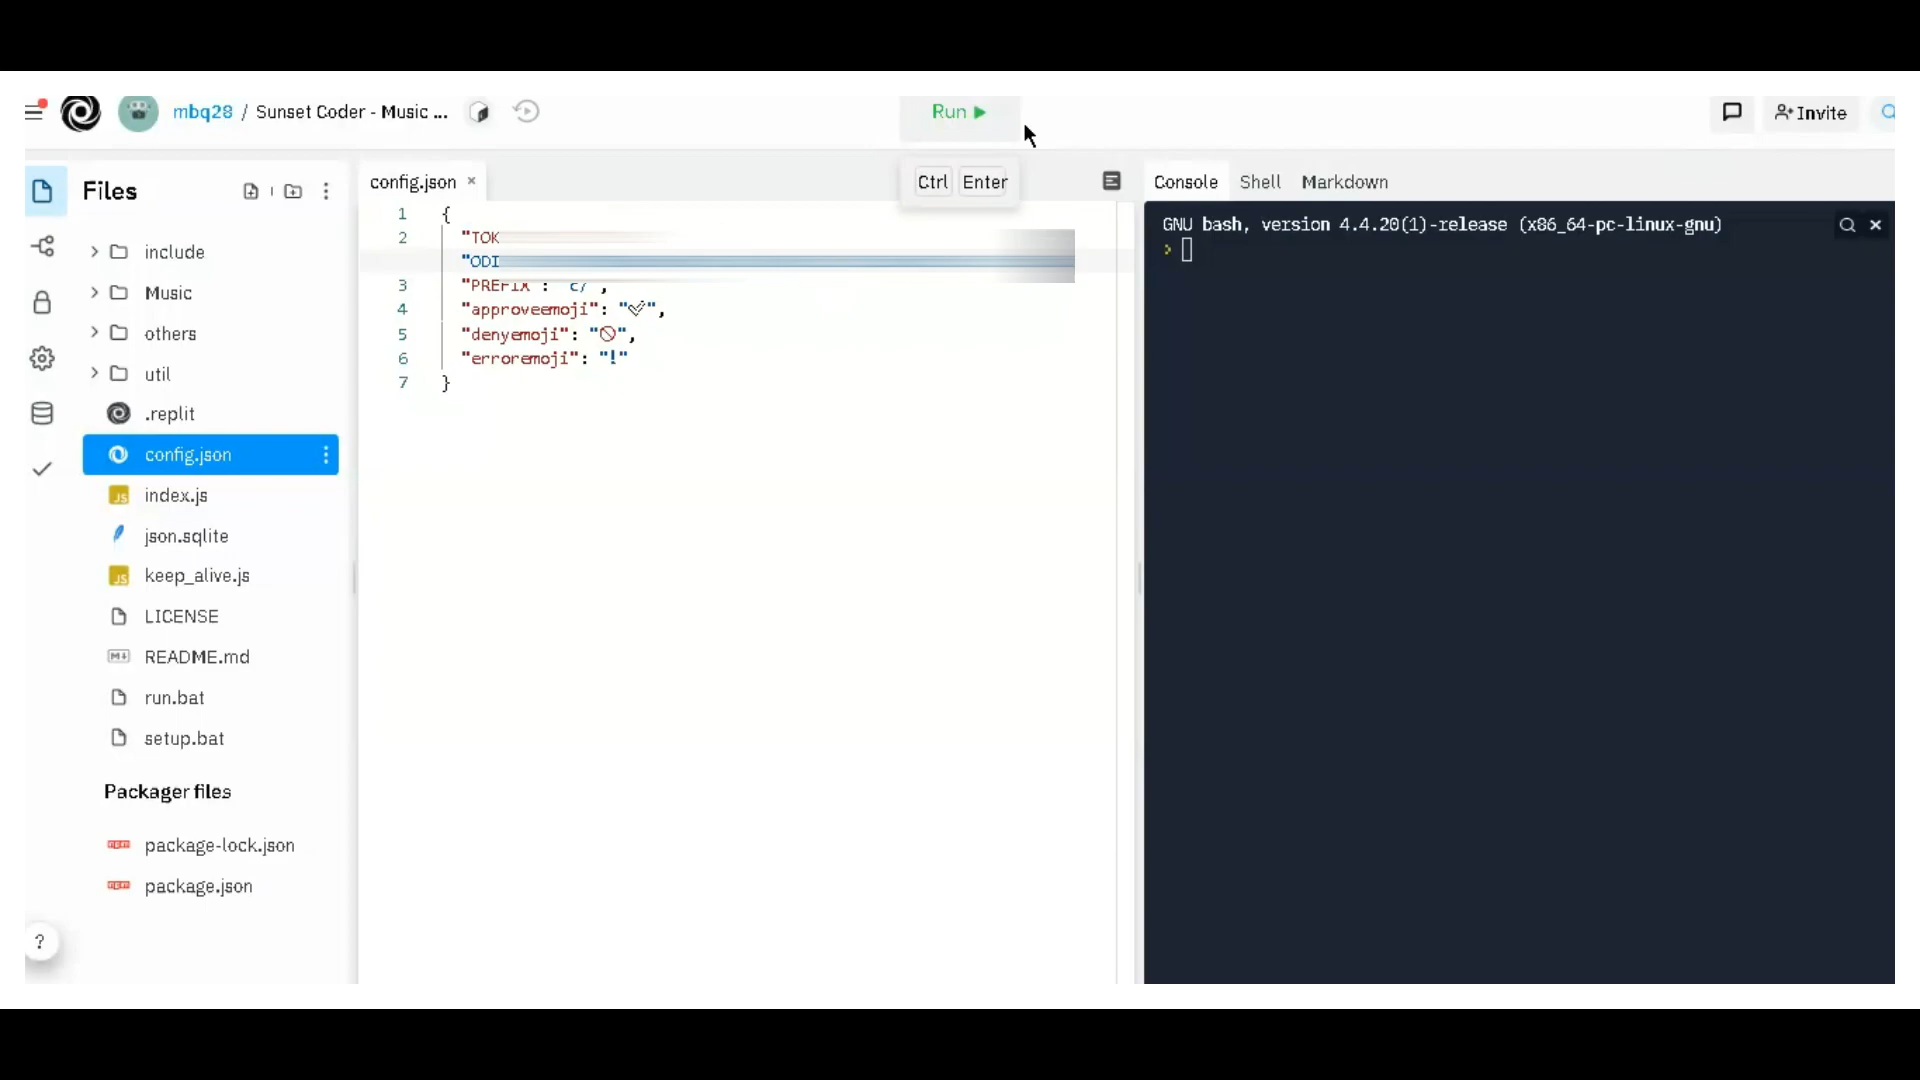 mbq28 / Sunset Coder - Music ...
Run
Invite
Ctrl Enter
Files
include
Music
others
util
.replit
config.json
index.js
json.sqlite
keep_alive.js
LICENSE
README.md
run.bat
setup.bat
Packager files
package-lock.json
package.json
?
config.json ×
1 {
2 "TOK
"ODI
3 "PREFIX : c/ ,
4 "approveemoji": "✅",
5 "denyemoji": "🚫",
6 "erroremoji": "!"
7 }
Console Shell Markdown
GNU bash, version 4.4.20(1)-release (x86_64-pc-linux-gnu)